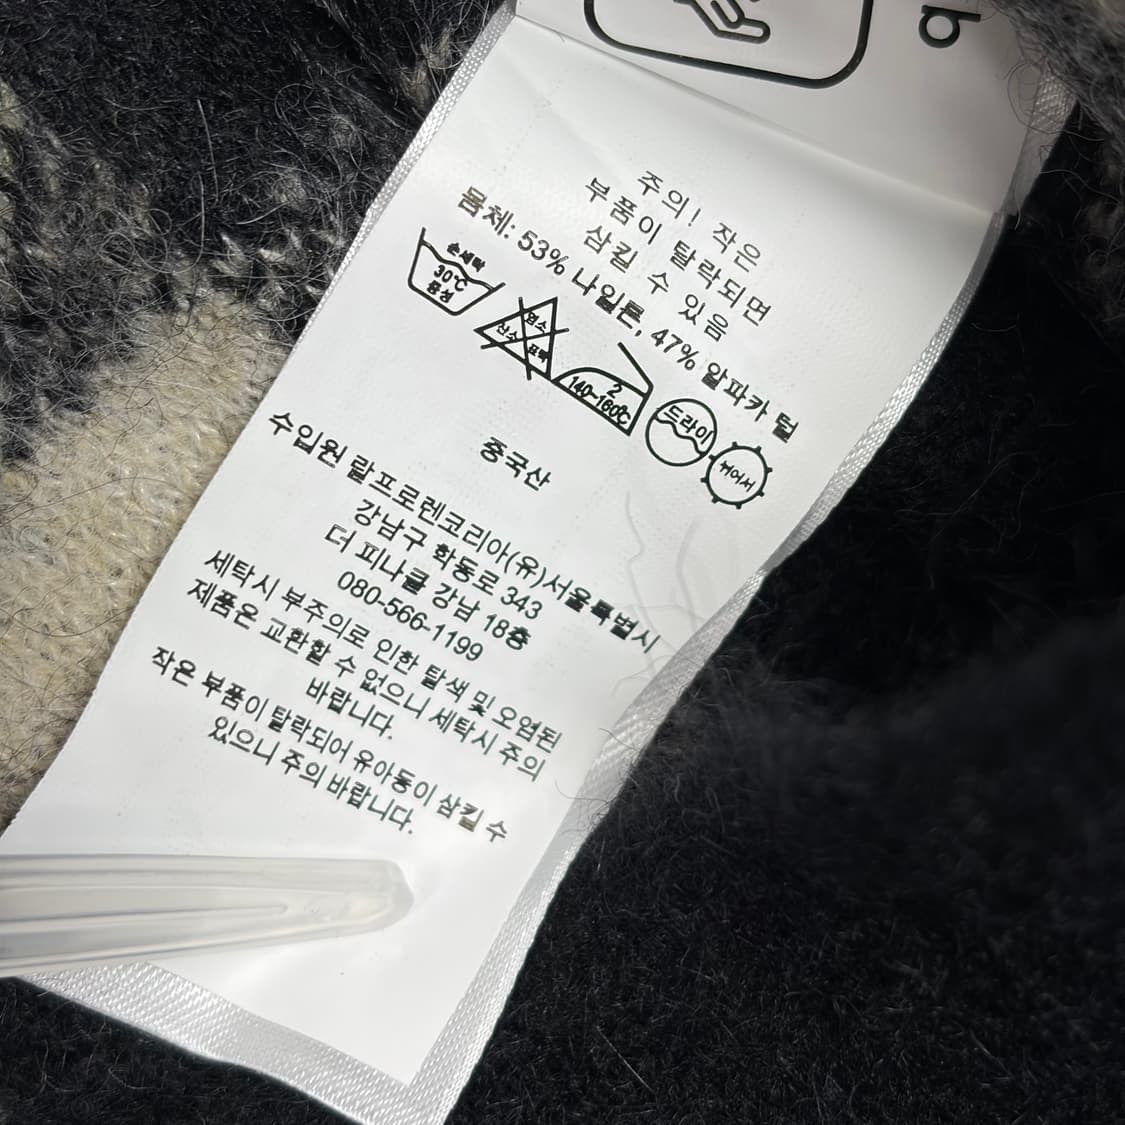 b
주의! 작은
부품이 탈락되면
삼킬 수 있음
몸체: 53% 나일론, 47% 알파카 털
손세탁
30℃
중성
염소
산소 표백
2
140~160℃
드라이
뉘어서
중국산
수입원 랄프로렌코리아(유)서울특별시
강남구 학동로 343
더 피나클 강남 18층
080-566-1199
세탁시 부주의로 인한 탈색 및 오염된
제품은 교환할 수 없으니 세탁시 주의
바랍니다.
작은 부품이 탈락되어 유아동이 삼킬 수
있으니 주의 바랍니다.